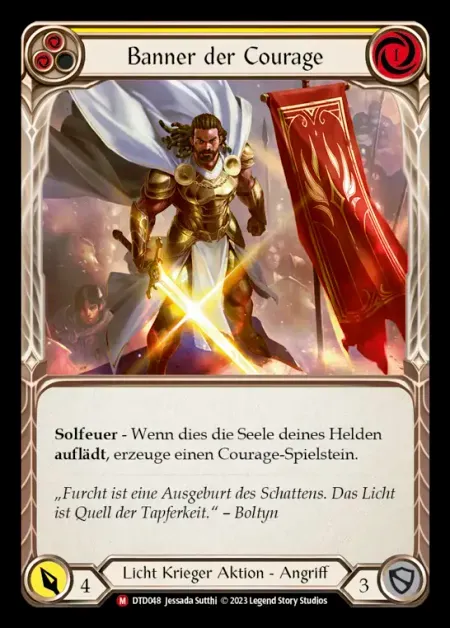 Banner der Courage
1
Solfeuer - Wenn dies die Seele deines Helden
auflädt, erzeuge einen Courage-Spielstein.
„Furcht ist eine Ausgeburt des Schattens. Das Licht
ist Quell der Tapferkeit.“ – Boltyn
4
Licht Krieger Aktion - Angriff
3
M DTD048 Jessada Sutthi © 2023 Legend Story Studios